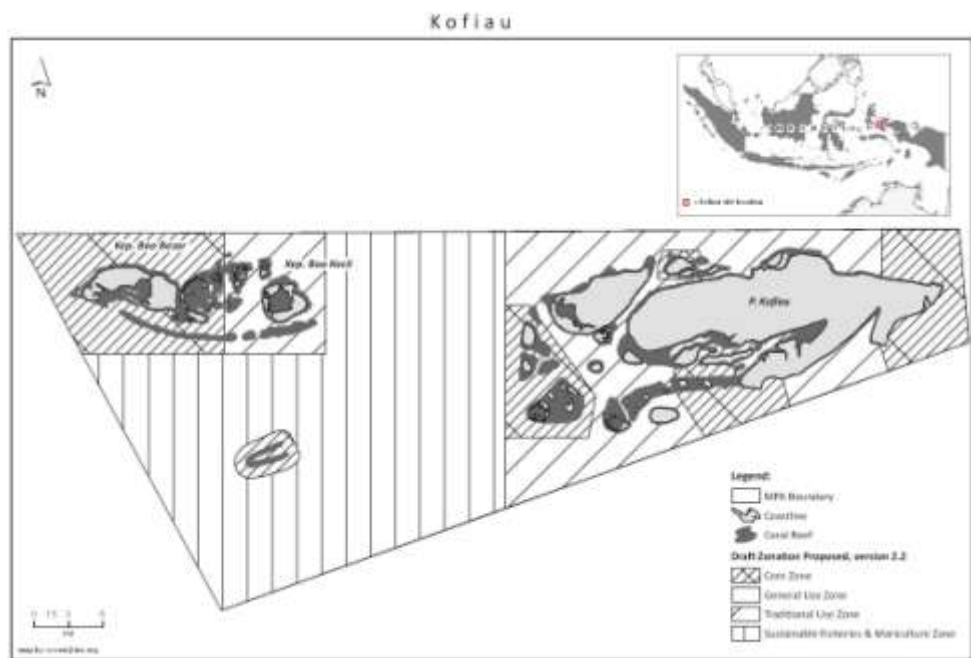 Kofiau
N
Kep. Boo Besar
Kep. Boo Kecil
P. Kofiau
Legend:
MPA Boundary
Coastline
Coral Reef
Draft Zonation Proposed, version 2.2
Core Zone
General Use Zone
Traditional Use Zone
Sustainable Fisheries & Mariculture Zone